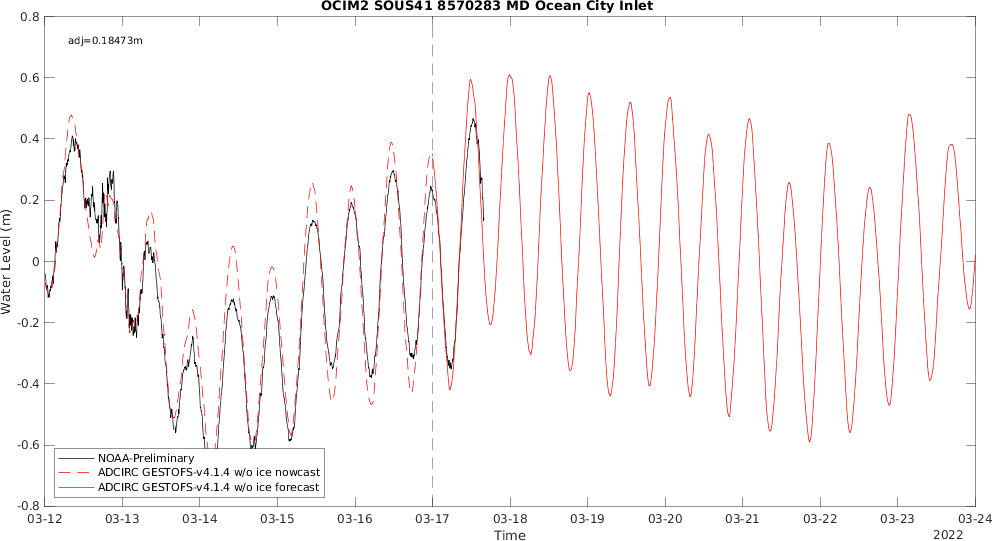 OCIM2 SOUS41 8570283 MD Ocean City Inlet
adj=0.18473m
0.8
0.6
0.4
0.2
0
-0.2
-0.4
-0.6
-0.8
Water Level (m)
NOAA-Preliminary
ADCIRC GESTOFS-v4.1.4 w/o ice nowcast
ADCIRC GESTOFS-v4.1.4 w/o ice forecast
03-12 03-13 03-14 03-15 03-16 03-17 03-18 03-19 03-20 03-21 03-22 03-23 03-24
Time
2022